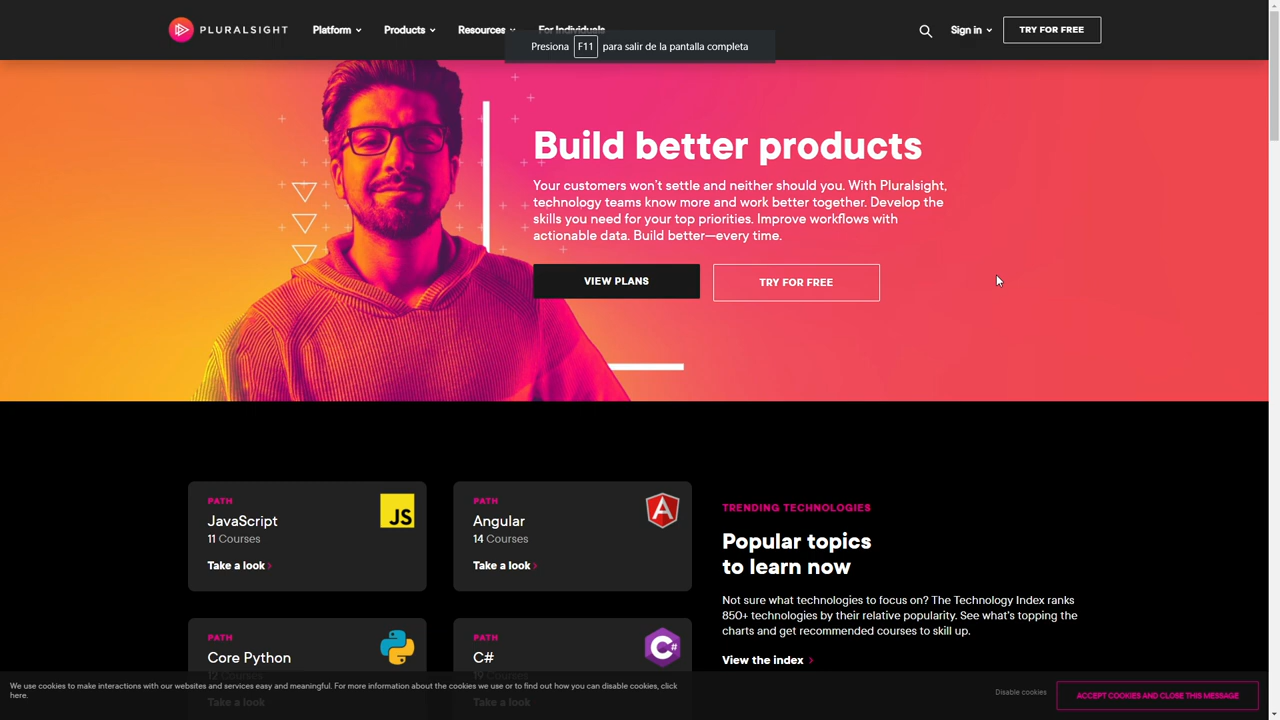 PLURALSIGHT
Platform
Products
Resources
For Individuals
Sign in
TRY FOR FREE
Presiona F11 para salir de la pantalla completa
Build better products
Your customers won't settle and neither should you. With Pluralsight,
technology teams know more and work better together. Develop the
skills you need for your top priorities. Improve workflows with
actionable data. Build better—every time.
VIEW PLANS
TRY FOR FREE
PATH
JavaScript
11 Courses
Take a look
JS
PATH
Angular
14 Courses
Take a look
A
TRENDING TECHNOLOGIES
Popular topics
to learn now
Not sure what technologies to focus on? The Technology Index ranks
850+ technologies by their relative popularity. See what's topping the
charts and get recommended courses to skill up.
View the index
PATH
Core Python
12 Courses
Take a look
PATH
C#
19 Courses
Take a look
C#
We use cookies to make interactions with our websites and services easy and meaningful. For more information about the cookies we use or to find out how you can disable cookies, click
here.
Disable cookies
ACCEPT COOKIES AND CLOSE THIS MESSAGE